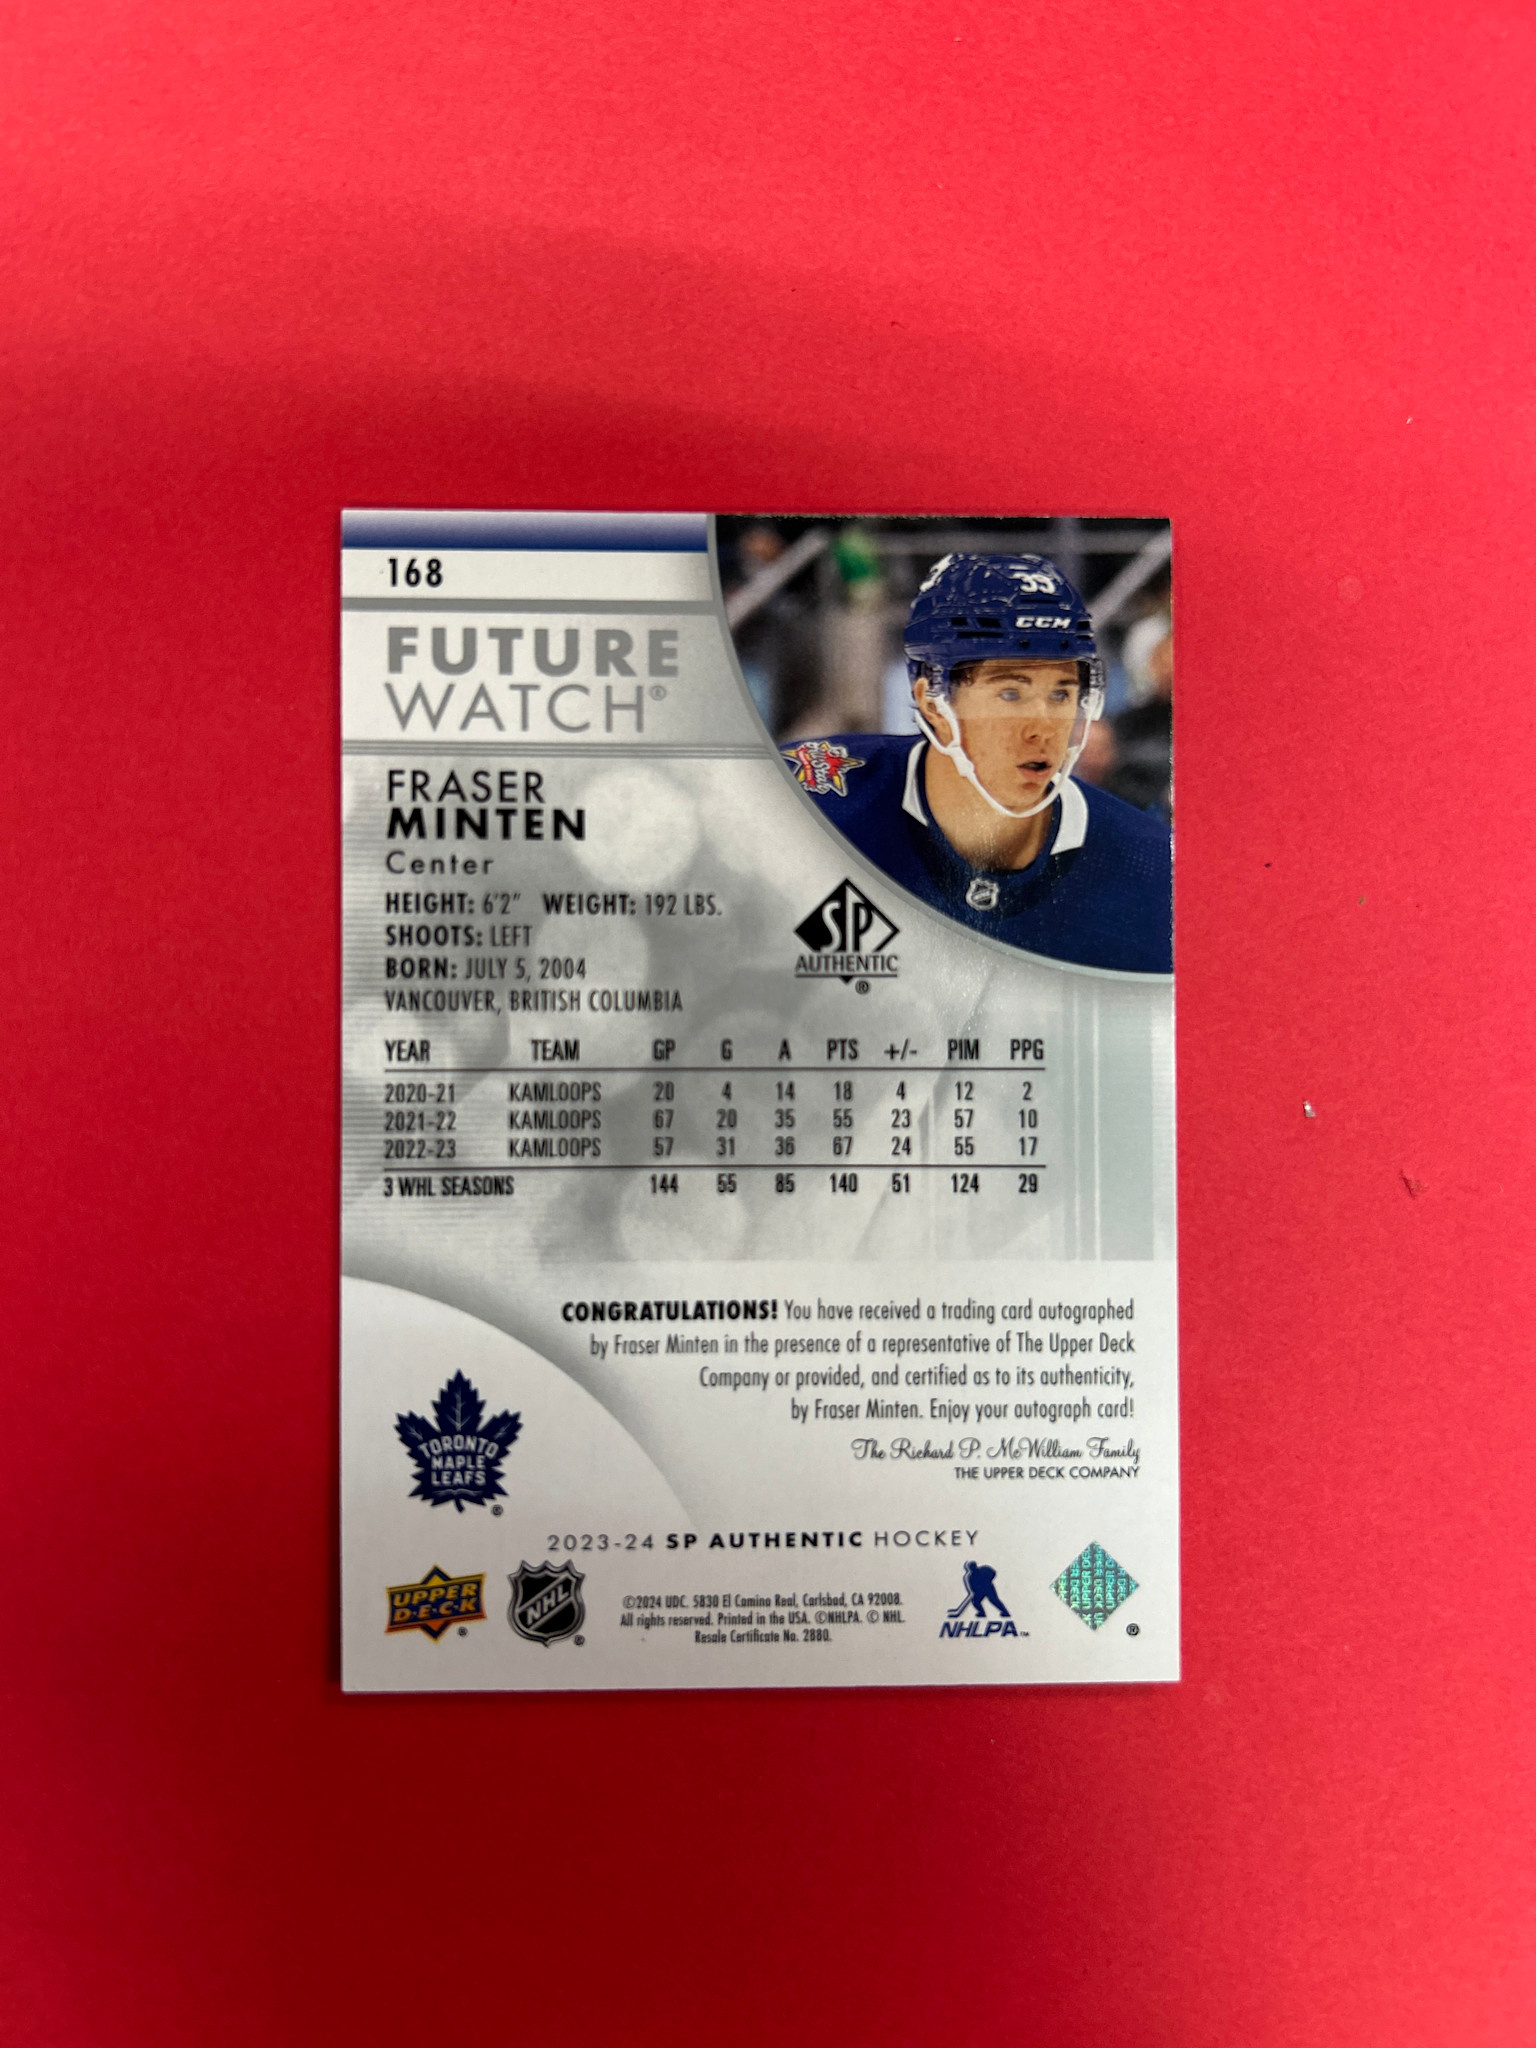 168
FUTURE
WATCH®
39
CCM
FRASER
MINTEN
Center
HEIGHT: 6'2" WEIGHT: 192 LBS.
SHOOTS: LEFT
BORN: JULY 5, 2004
VANCOUVER, BRITISH COLUMBIA
SP
AUTHENTIC
®
YEAR TEAM GP G A PTS +/- PIM PPG
2020-21 KAMLOOPS 20 4 14 18 4 12 2
2021-22 KAMLOOPS 67 20 35 55 23 57 10
2022-23 KAMLOOPS 57 31 36 67 24 55 17
3 WHL SEASONS 144 55 85 140 51 124 29
CONGRATULATIONS! You have received a trading card autographed
by Fraser Minten in the presence of a representative of The Upper Deck
Company or provided, and certified as to its authenticity,
by Fraser Minten. Enjoy your autograph card!
The Richard P. McWilliam Family
THE UPPER DECK COMPANY
TORONTO
MAPLE
LEAFS
®
2023-24 SP AUTHENTIC HOCKEY
UPPER
D·E·C·K
®
NHL
®
©2024 UDC. 5830 El Camino Real, Carlsbad, CA 92008.
All rights reserved. Printed in the USA. ©NHLPA. © NHL.
Resale Certificate No. 2880.
NHLPA™
®